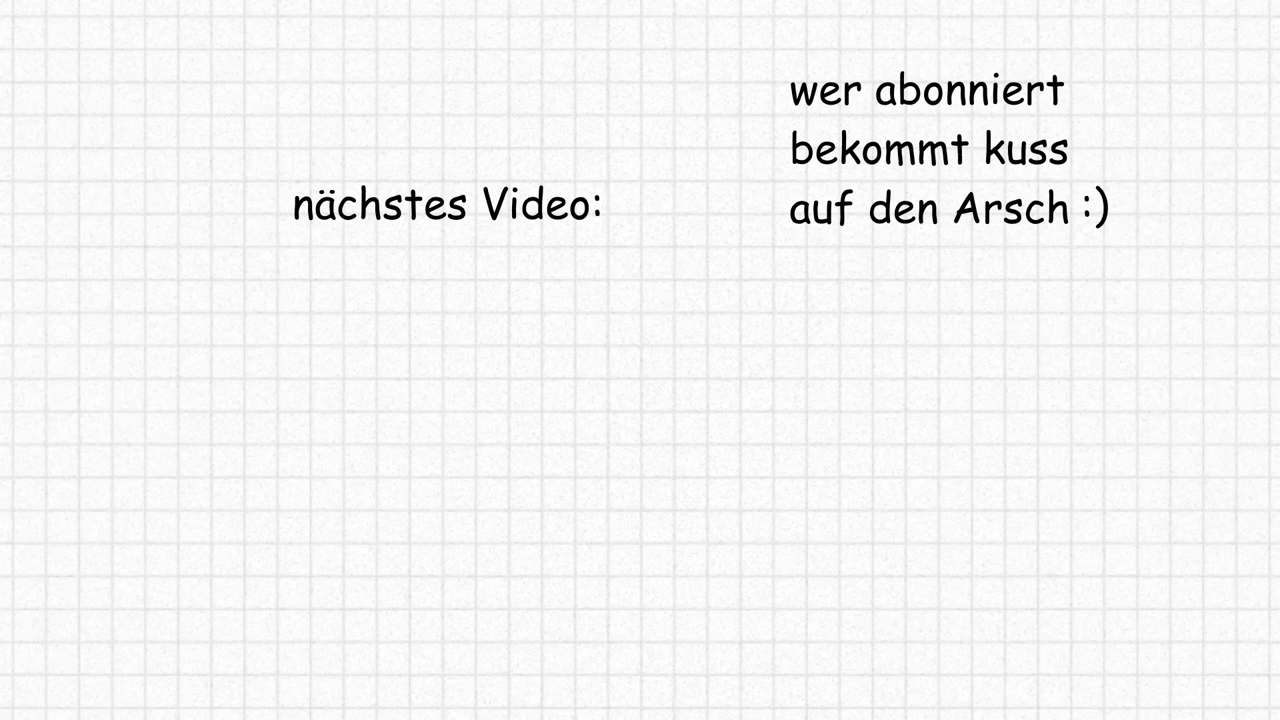 nächstes Video:
wer abonniert
bekommt kuss
auf den Arsch :)